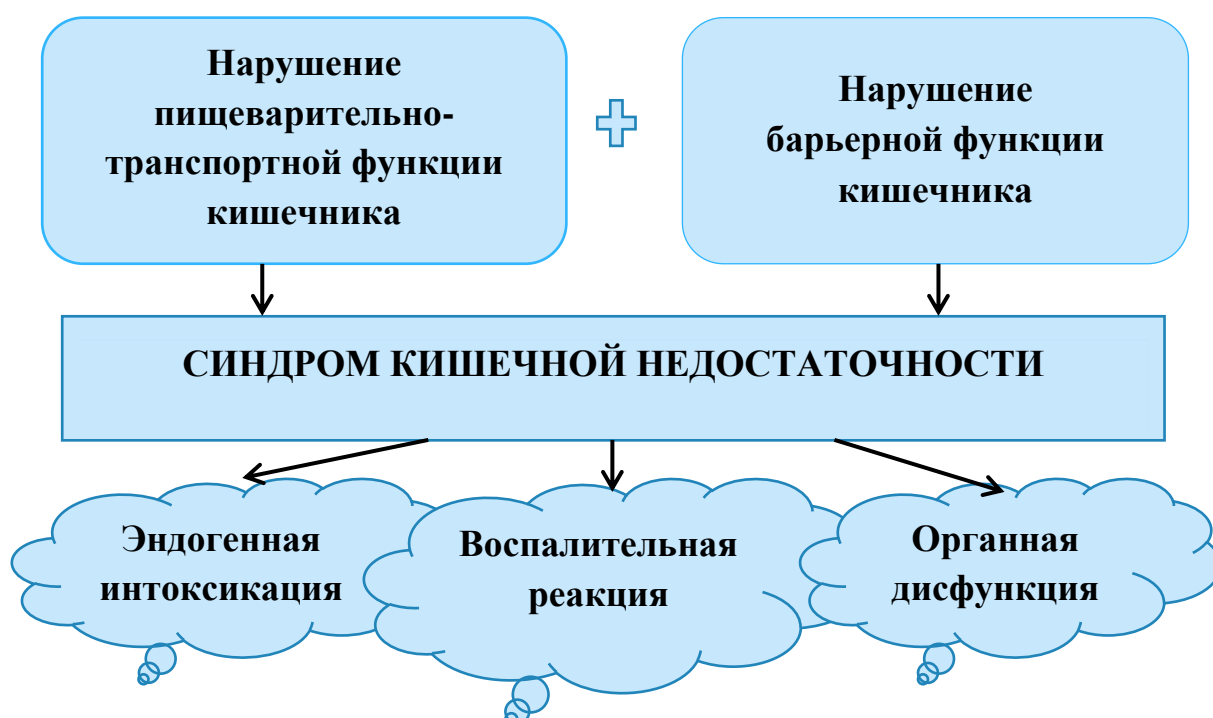 Нарушение
пищеварительно-
транспортной функции
кишечника
Нарушение
барьерной функции
кишечника
СИНДРОМ КИШЕЧНОЙ НЕДОСТАТОЧНОСТИ
Эндогенная
интоксикация
Воспалительная
реакция
Органная
дисфункция